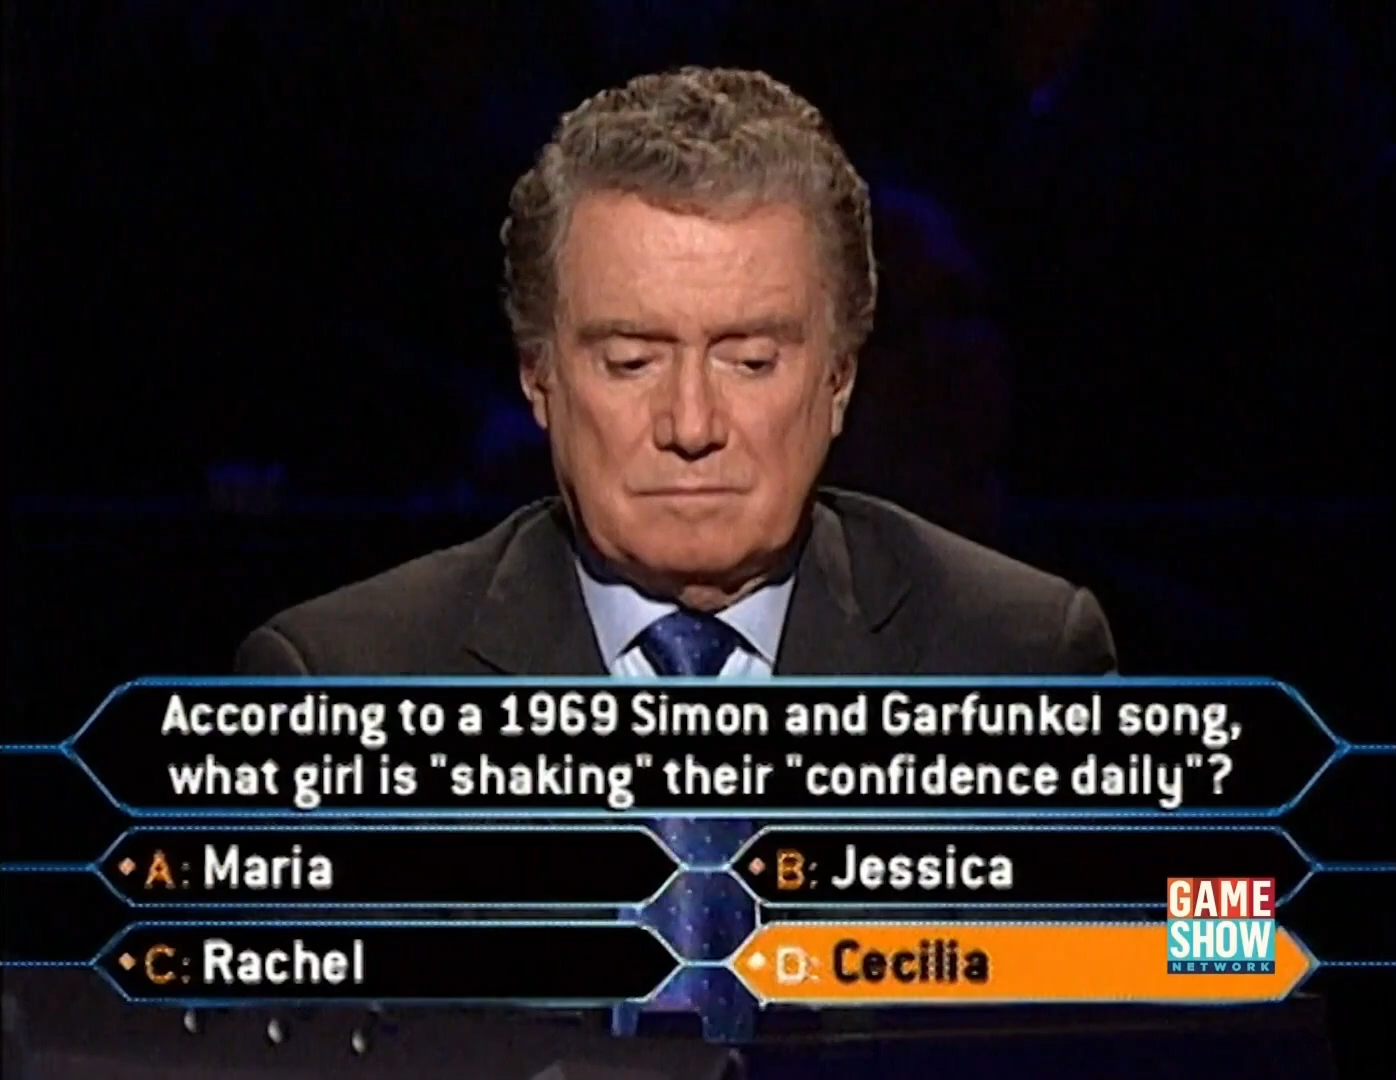 According to a 1969 Simon and Garfunkel song,
what girl is "shaking" their "confidence daily"?
A: Maria
B: Jessica
C: Rachel
D: Cecilia
GAME
SHOW
NETWORK